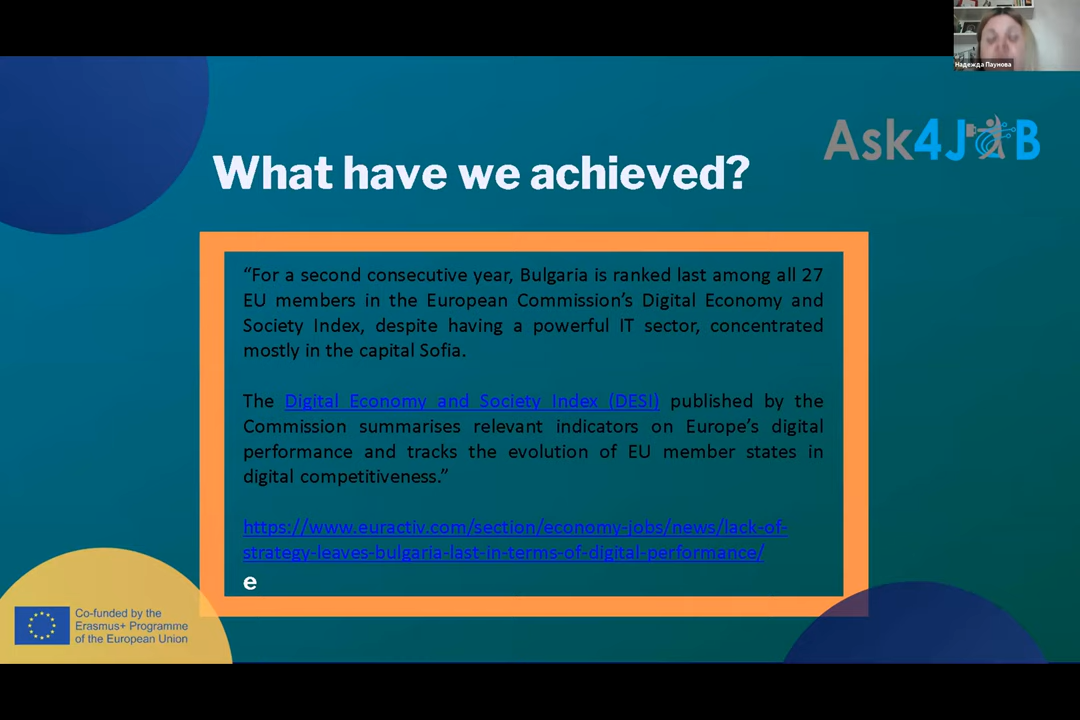 Надежда Паунова
Ask4JOB
What have we achieved?
“For a second consecutive year, Bulgaria is ranked last among all 27
EU members in the European Commission’s Digital Economy and
Society Index, despite having a powerful IT sector, concentrated
mostly in the capital Sofia.
The Digital Economy and Society Index (DESI) published by the
Commission summarises relevant indicators on Europe’s digital
performance and tracks the evolution of EU member states in
digital competitiveness.”
https://www.euractiv.com/section/economy-jobs/news/lack-of-
strategy-leaves-bulgaria-last-in-terms-of-digital-performance/
e
Co-funded by the
Erasmus+ Programme
of the European Union